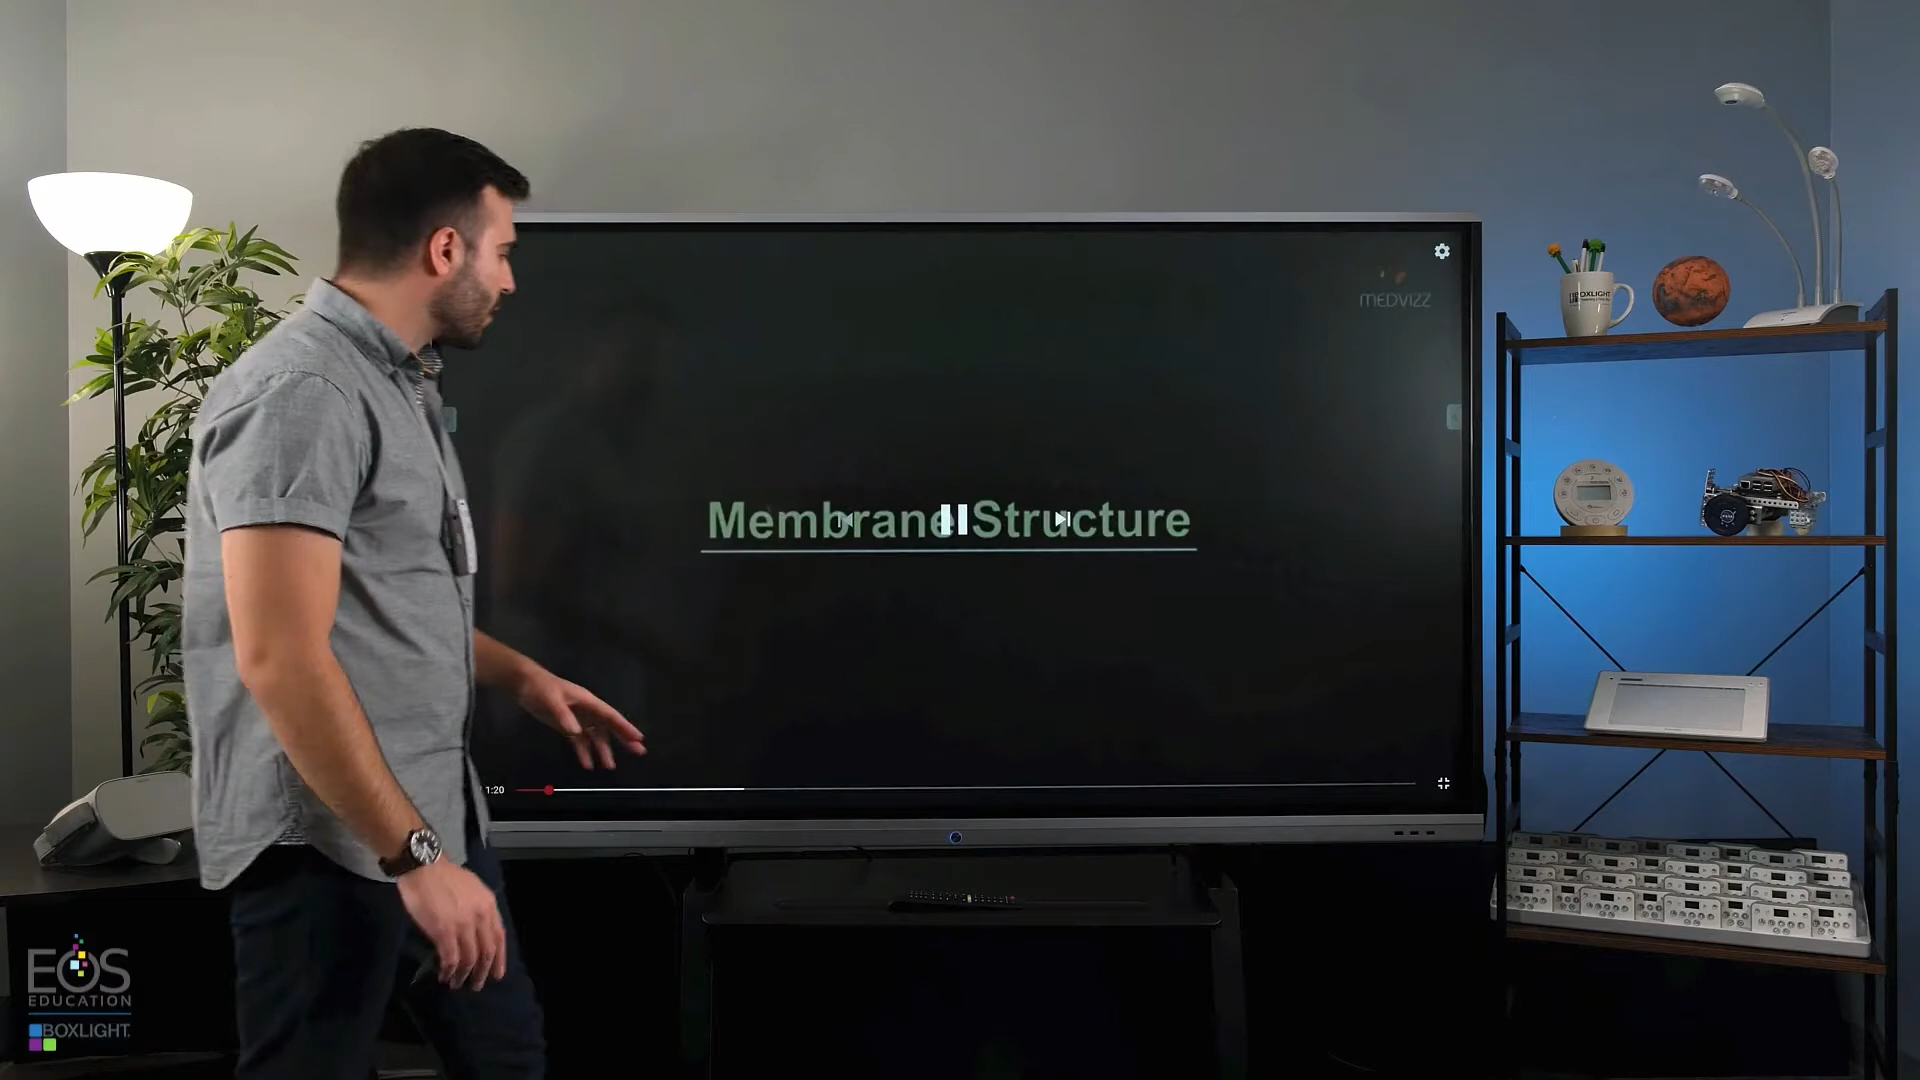 MEDVIZZ
BOXLIGHT
Membrane Structure
1:20
EOS
EDUCATION
BOXLIGHT